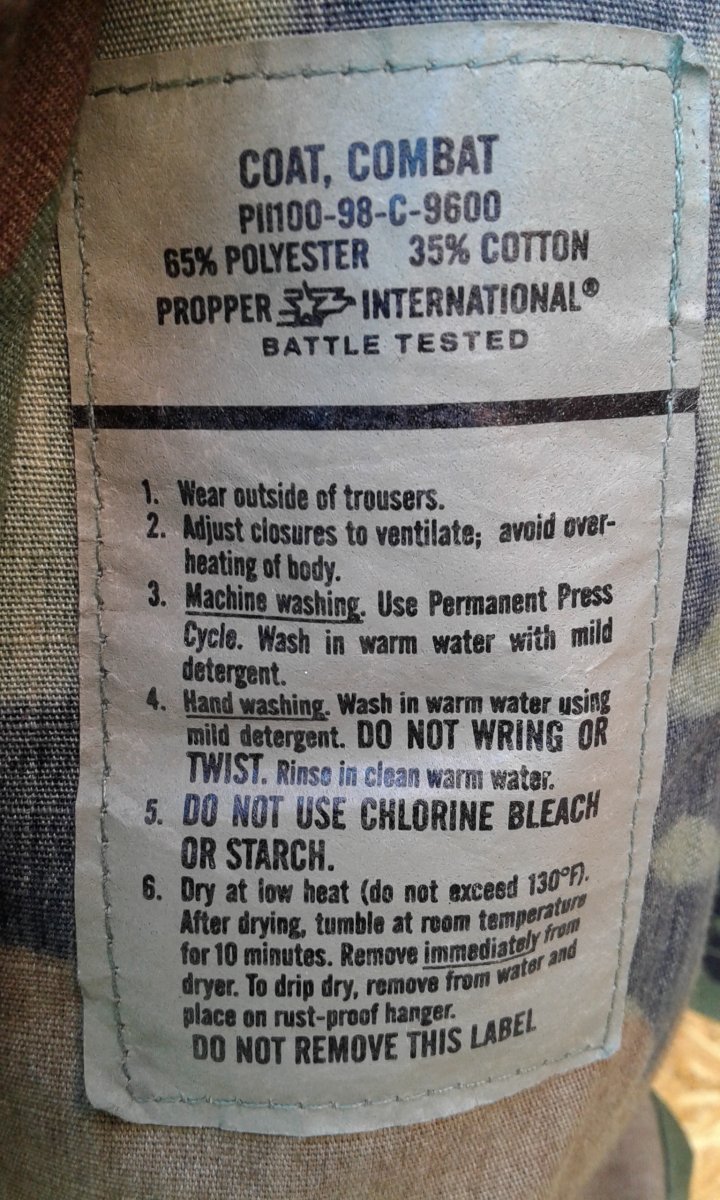 COAT, COMBAT
PII100-98-C-9600
65% POLYESTER 35% COTTON
PROPPER INTERNATIONAL®
BATTLE TESTED
1. Wear outside of trousers.
2. Adjust closures to ventilate; avoid over-
heating of body.
3. Machine washing. Use Permanent Press
Cycle. Wash in warm water with mild
detergent.
4. Hand washing. Wash in warm water using
mild detergent. DO NOT WRING OR
TWIST. Rinse in clean warm water.
5. DO NOT USE CHLORINE BLEACH
OR STARCH.
6. Dry at low heat (do not exceed 130°F).
After drying, tumble at room temperature
for 10 minutes. Remove immediately from
dryer. To drip dry, remove from water and
place on rust-proof hanger.
DO NOT REMOVE THIS LABEL